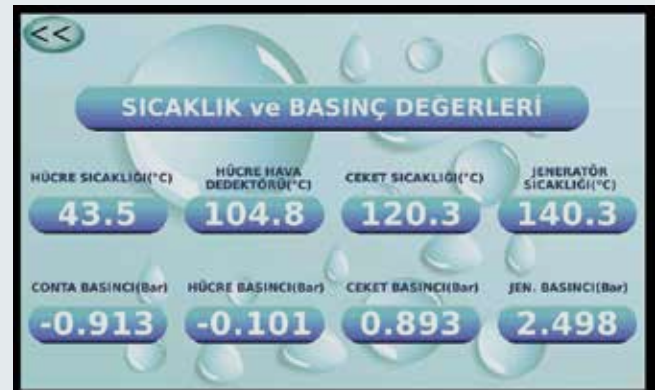 <<
SICAKLIK ve BASINÇ DEĞERLERİ
HÜCRE SICAKLIĞI(°C)
43.5
HÜCRE HAVA
DEDEKTÖRÜ(°C)
104.8
CEKET SICAKLIĞI(°C)
120.3
JENERATÖR
SICAKLIĞI(°C)
140.3
CONTA BASINCI(Bar)
-0.913
HÜCRE BASINCI(Bar)
-0.101
CEKET BASINCI(Bar)
0.893
JEN. BASINCI(Bar)
2.498